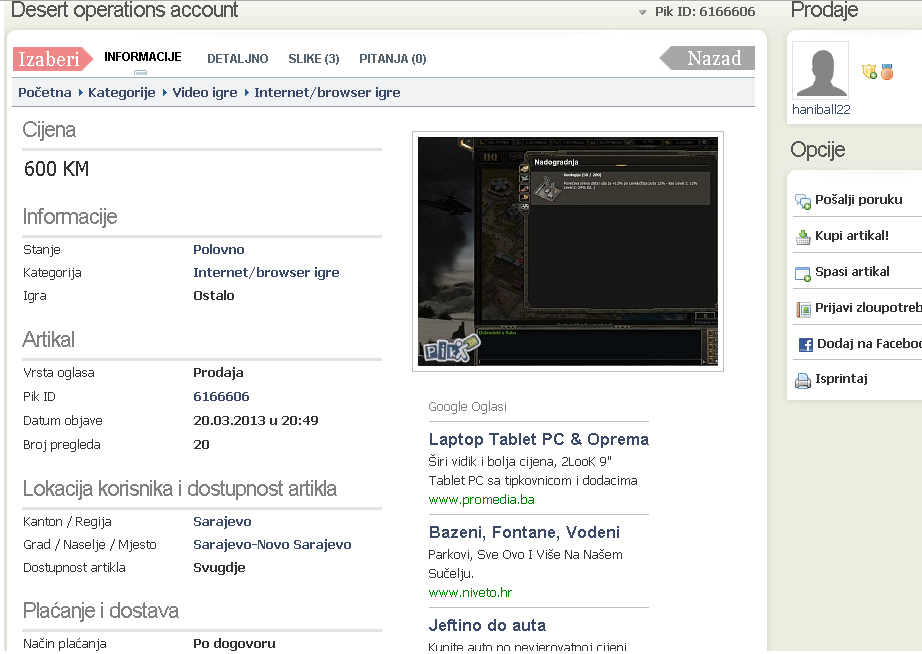 Desert operations account
Pik ID: 6166606
Prodaje
Izaberi
INFORMACIJE
DETALJNO
SLIKE (3)
PITANJA (0)
Nazad
Početna Kategorije Video igre Internet/browser igre
haniball22
Cijena
600 KM
Informacije
Stanje Polovno
Kategorija Internet/browser igre
Igra Ostalo
Artikal
Vrsta oglasa Prodaja
Pik ID 6166606
Datum objave 20.03.2013 u 20:49
Broj pregleda 20
Lokacija korisnika i dostupnost artikla
Kanton / Regija Sarajevo
Grad / Naselje / Mjesto Sarajevo-Novo Sarajevo
Dostupnost artikla Svugdje
Plaćanje i dostava
Način plaćanja Po dogovoru
HQ
Nadogradnja
Pik
Google Oglasi
Laptop Tablet PC & Oprema
Širi vidik i bolja cijena, 2LooK 9"
Tablet PC sa tipkovnicom i dodacima
www.promedia.ba
Bazeni, Fontane, Vodeni
Parkovi, Sve Ovo I Više Na Našem
Sučelju.
www.niveto.hr
Jeftino do auta
Kupite auto po nevjerovatnoj cijeni
Opcije
Pošalji poruku
Kupi artikal!
Spasi artikal
Prijavi zloupotreb
Dodaj na Faceboo
Isprintaj